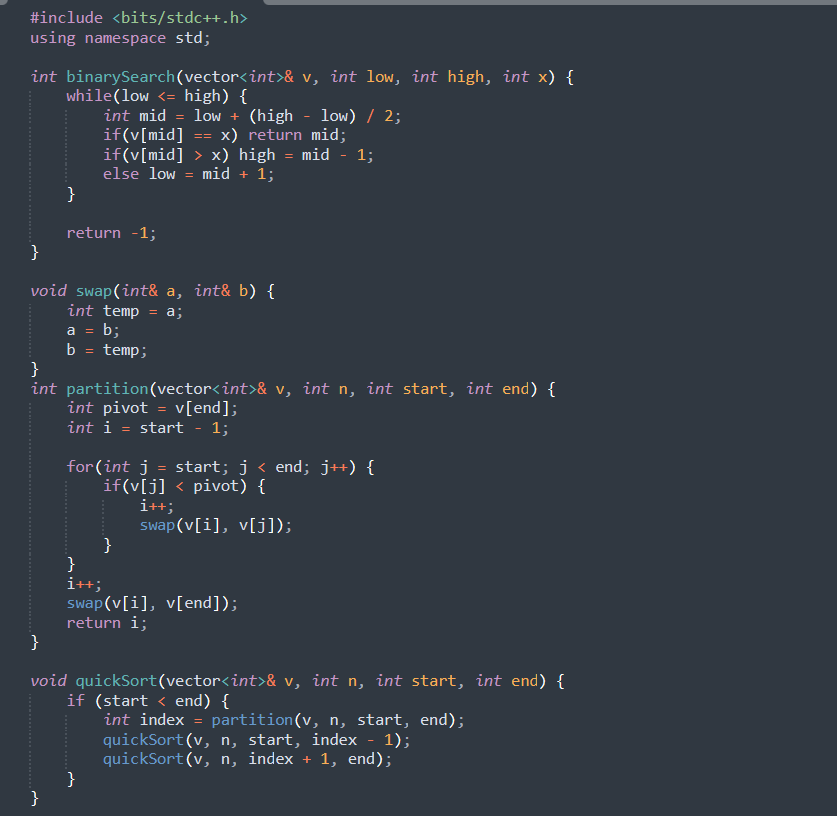 #include <bits/stdc++.h>
using namespace std;

int binarySearch(vector<int>& v, int low, int high, int x) {
    while(low <= high) {
        int mid = low + (high - low) / 2;
        if(v[mid] == x) return mid;
        if(v[mid] > x) high = mid - 1;
        else low = mid + 1;
    }

    return -1;
}

void swap(int& a, int& b) {
    int temp = a;
    a = b;
    b = temp;
}
int partition(vector<int>& v, int n, int start, int end) {
    int pivot = v[end];
    int i = start - 1;

    for(int j = start; j < end; j++) {
        if(v[j] < pivot) {
            i++;
            swap(v[i], v[j]);
        }
    }
    i++;
    swap(v[i], v[end]);
    return i;
}

void quickSort(vector<int>& v, int n, int start, int end) {
    if (start < end) {
        int index = partition(v, n, start, end);
        quickSort(v, n, start, index - 1);
        quickSort(v, n, index + 1, end);
    }
}